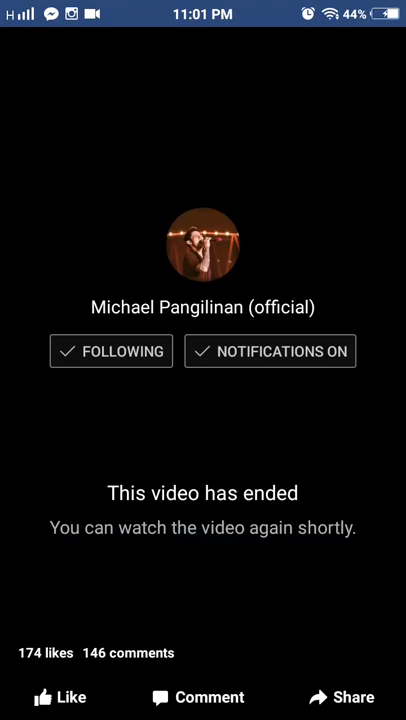 H 11:01 PM 44%
Michael Pangilinan (official)
FOLLOWING NOTIFICATIONS ON
This video has ended
You can watch the video again shortly.
174 likes 146 comments
Like Comment Share